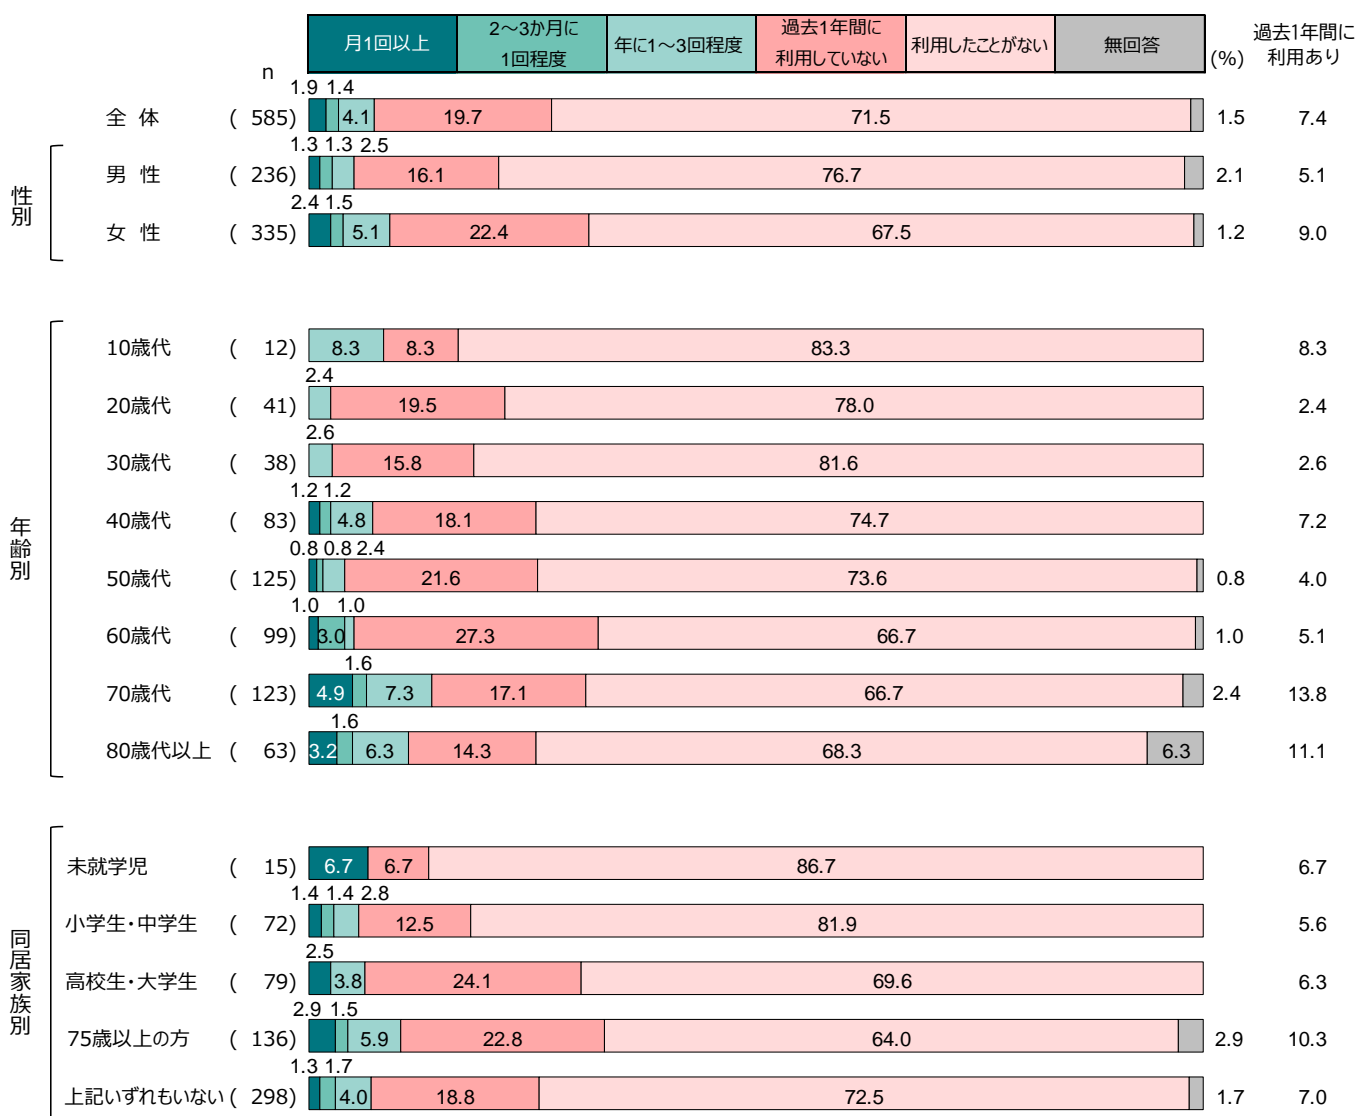 月1回以上 2～3か月に1回程度 年に1～3回程度 過去1年間に利用していない 利用したことがない 無回答 (%) 過去1年間に利用あり
n
1.9 1.4
全 体 ( 585) 4.1 19.7 71.5 1.5 7.4
性別
1.3 1.3 2.5
男 性 ( 236) 16.1 76.7 2.1 5.1
2.4 1.5
女 性 ( 335) 5.1 22.4 67.5 1.2 9.0
年齢別
10歳代 ( 12) 8.3 8.3 83.3 8.3
2.4
20歳代 ( 41) 19.5 78.0 2.4
2.6
30歳代 ( 38) 15.8 81.6 2.6
1.2 1.2
40歳代 ( 83) 4.8 18.1 74.7 7.2
0.8 0.8 2.4
50歳代 ( 125) 21.6 73.6 0.8 4.0
1.0 1.0
60歳代 ( 99) 3.0 27.3 66.7 1.0 5.1
1.6
70歳代 ( 123) 4.9 7.3 17.1 66.7 2.4 13.8
1.6
80歳代以上 ( 63) 3.2 6.3 14.3 68.3 6.3 11.1
同居家族別
未就学児 ( 15) 6.7 6.7 86.7 6.7
1.4 1.4 2.8
小学生・中学生 ( 72) 12.5 81.9 5.6
2.5
高校生・大学生 ( 79) 3.8 24.1 69.6 6.3
2.9 1.5
75歳以上の方 ( 136) 5.9 22.8 64.0 2.9 10.3
1.3 1.7
上記いずれもいない ( 298) 4.0 18.8 72.5 1.7 7.0